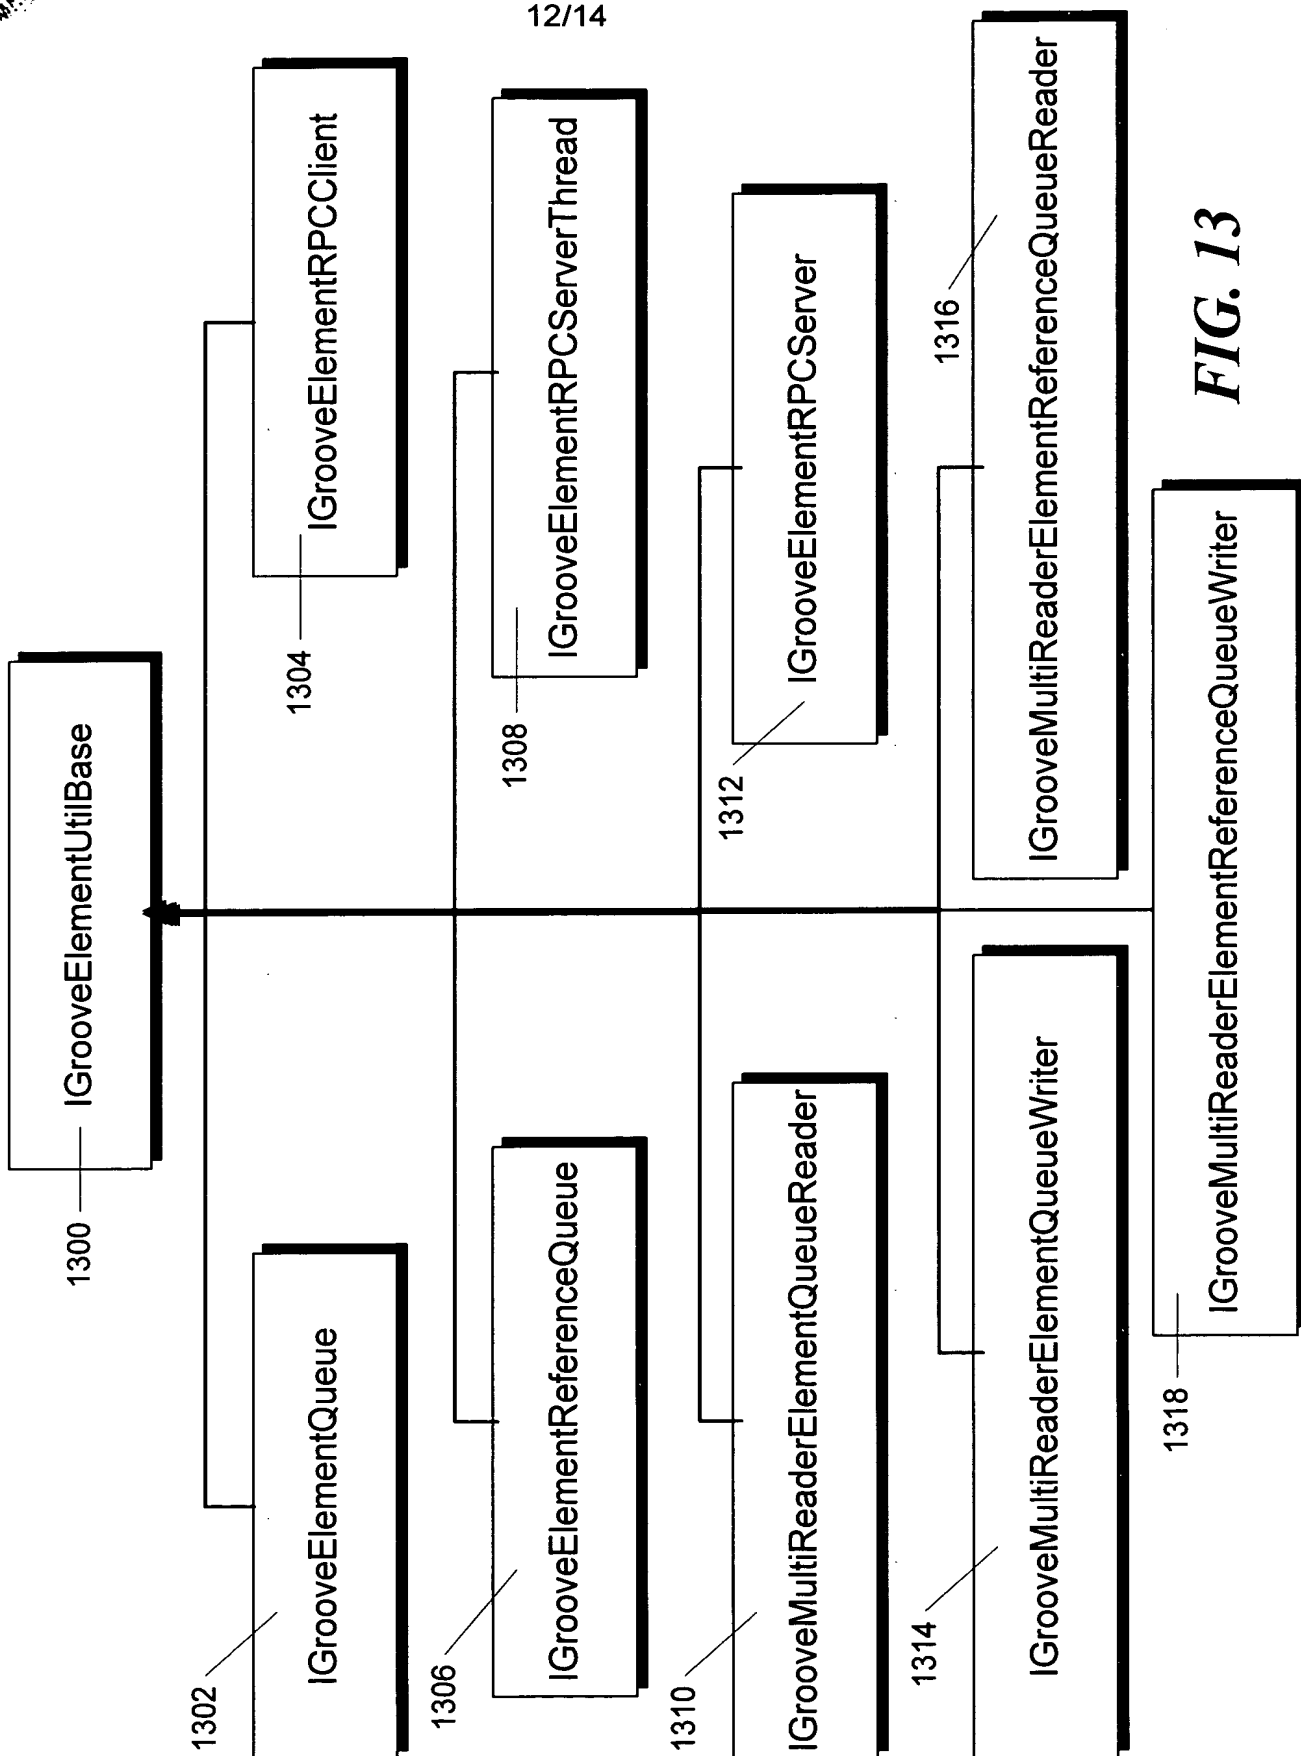 12/14
1300
IGrooveElementUtilBase
1302
IGrooveElementQueue
1304
IGrooveElementRPCClient
1306
IGrooveElementReferenceQueue
1308
IGrooveElementRPCServerThread
1310
IGrooveMultiReaderElementQueueReader
1312
IGrooveElementRPCServer
1314
IGrooveMultiReaderElementQueueWriter
1316
IGrooveMultiReaderElementReferenceQueueReader
1318
IGrooveMultiReaderElementReferenceQueueWriter
FIG. 13